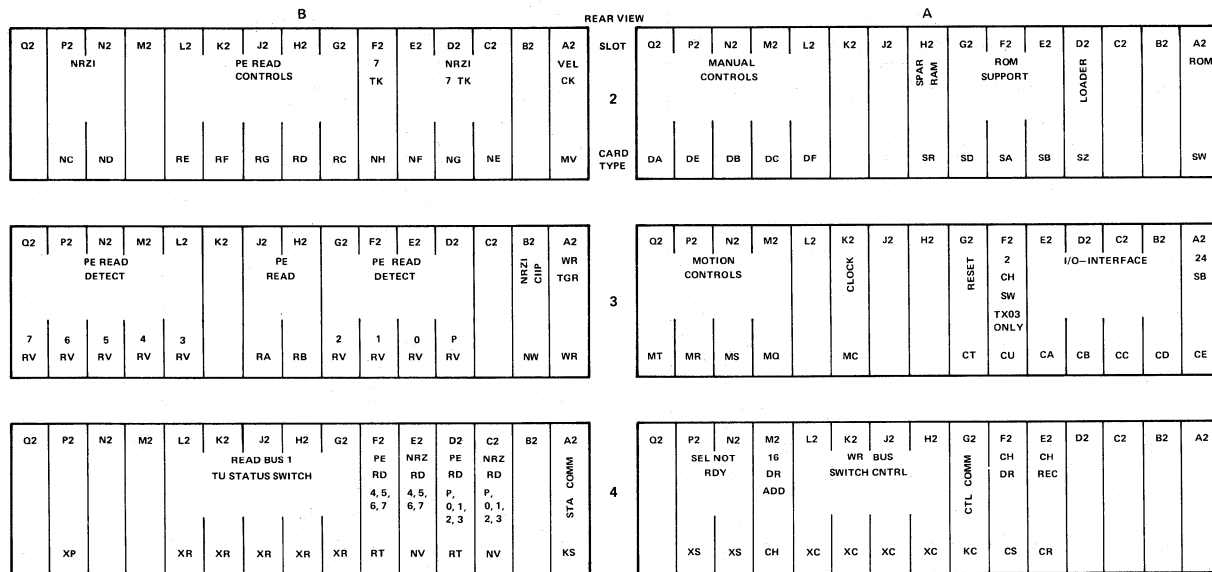 B A
REAR VIEW
Q2 P2 N2 M2 L2 K2 J2 H2 G2 F2 E2 D2 C2 B2 A2 SLOT Q2 P2 N2 M2 L2 K2 J2 H2 G2 F2 E2 D2 C2 B2 A2
NRZI PE READ CONTROLS 7 TK NRZI 7 TK VEL CK 2 MANUAL CONTROLS SPAR RAM ROM SUPPORT LOADER ROM
NC ND RE RF RG RD RC NH NF NG NE MV CARD TYPE DA DE DB DC DF SR SD SA SB SZ SW
Q2 P2 N2 M2 L2 K2 J2 H2 G2 F2 E2 D2 C2 B2 A2 Q2 P2 N2 M2 L2 K2 J2 H2 G2 F2 E2 D2 C2 B2 A2
PE READ DETECT PE READ PE READ DETECT NRZI CIIP WR TGR 3 MOTION CONTROLS CLOCK RESET 2 CH SW TX03 ONLY I/O-INTERFACE 24 SB
7 6 5 4 3 2 1 0 P
RV RV RV RV RV RA RB RV RV RV RV NW WR MT MR MS MQ MC CT CU CA CB CC CD CE
Q2 P2 N2 M2 L2 K2 J2 H2 G2 F2 E2 D2 C2 B2 A2 Q2 P2 N2 M2 L2 K2 J2 H2 G2 F2 E2 D2 C2 B2 A2
READ BUS 1 TU STATUS SWITCH PE RD 4, 5, 6, 7 NRZ RD 4, 5, 6, 7 PE RD P, 0, 1, 2, 3 NRZ RD P, 0, 1, 2, 3 STA COMM 4 SEL NOT RDY 16 DR ADD WR BUS SWITCH CNTRL CTL COMM CH DR CH REC
XP XR XR XR XR XR RT NV RT NV KS XS XS CH XC XC XC XC KC CS CR